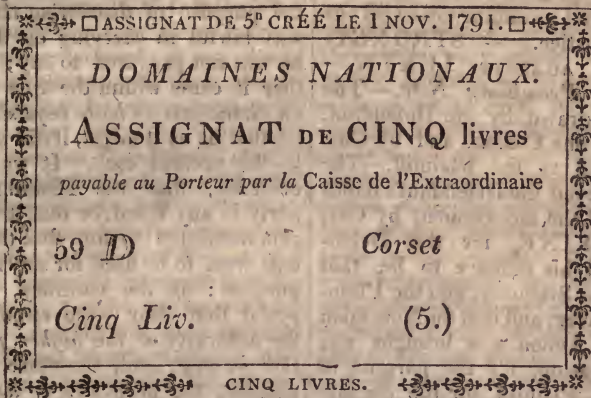 ASSIGNAT DE 5ᴴ CRÉÉ LE 1 NOV. 1791.
DOMAINES NATIONAUX.
ASSIGNAT DE CINQ livres
payable au Porteur par la Caisse de l'Extraordinaire
59 D Corset
Cinq Liv. (5.)
CINQ LIVRES.